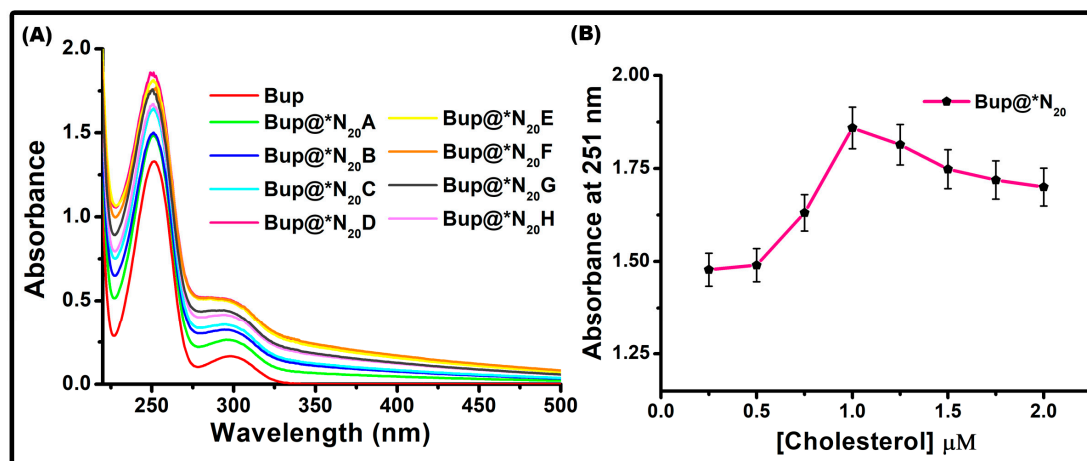 (A)
2.0
1.5
1.0
0.5
0.0
Absorbance
250 300 350 400 450 500
Wavelength (nm)
Bup
Bup@*N₂₀A
Bup@*N₂₀B
Bup@*N₂₀C
Bup@*N₂₀D
Bup@*N₂₀E
Bup@*N₂₀F
Bup@*N₂₀G
Bup@*N₂₀H
(B)
2.00
1.75
1.50
1.25
Absorbance at 251 nm
0.0 0.5 1.0 1.5 2.0
[Cholesterol] μM
Bup@*N₂₀